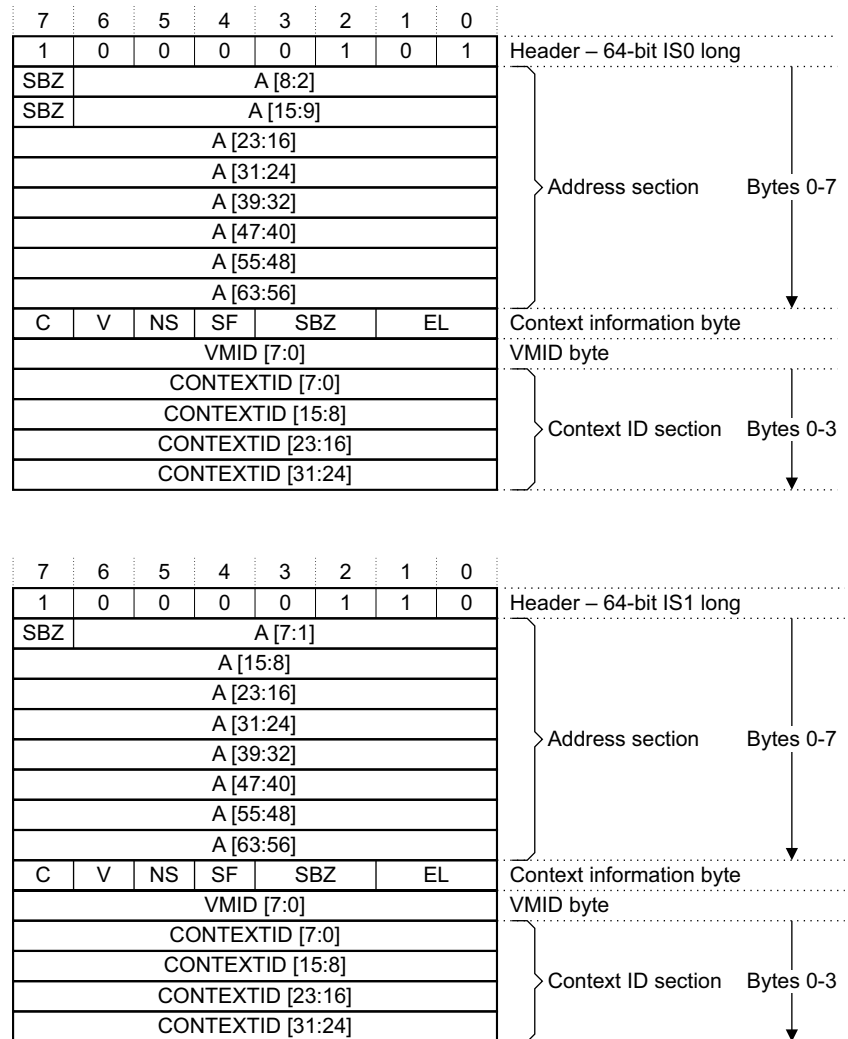 7 6 5 4 3 2 1 0
1 0 0 0 0 1 0 1 Header – 64-bit IS0 long
SBZ A [8:2]
SBZ A [15:9]
A [23:16]
A [31:24]
A [39:32] Address section Bytes 0-7
A [47:40]
A [55:48]
A [63:56]
C V NS SF SBZ EL Context information byte
VMID [7:0] VMID byte
CONTEXTID [7:0]
CONTEXTID [15:8] Context ID section Bytes 0-3
CONTEXTID [23:16]
CONTEXTID [31:24]
7 6 5 4 3 2 1 0
1 0 0 0 0 1 1 0 Header – 64-bit IS1 long
SBZ A [7:1]
A [15:8]
A [23:16]
A [31:24]
A [39:32] Address section Bytes 0-7
A [47:40]
A [55:48]
A [63:56]
C V NS SF SBZ EL Context information byte
VMID [7:0] VMID byte
CONTEXTID [7:0]
CONTEXTID [15:8] Context ID section Bytes 0-3
CONTEXTID [23:16]
CONTEXTID [31:24]